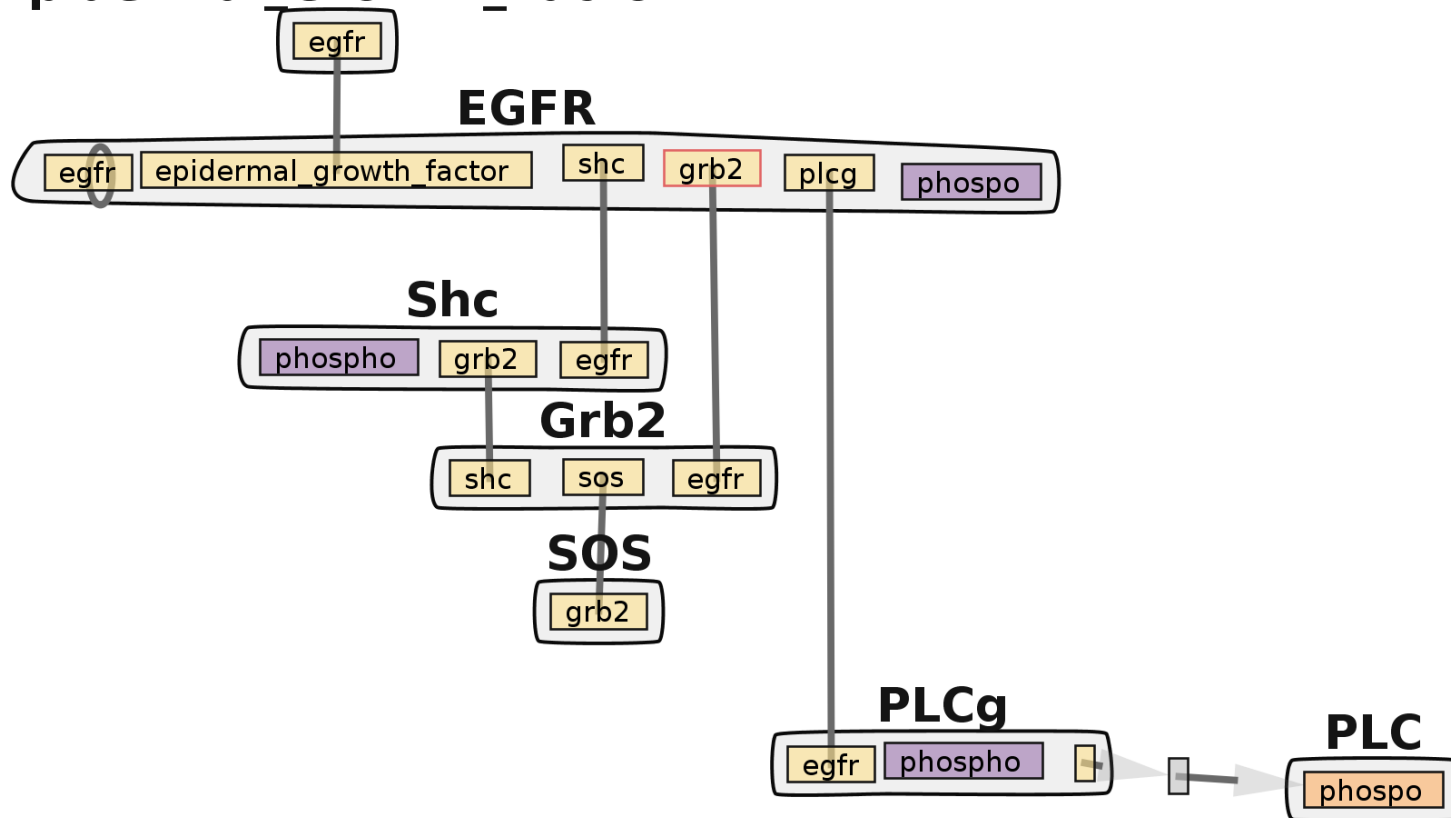 egfr
EGFR
egfr epidermal_growth_factor shc grb2 plcg phospo
Shc
phospho grb2 egfr
Grb2
shc sos egfr
SOS
grb2
PLCg
egfr phospho
PLC
phospo